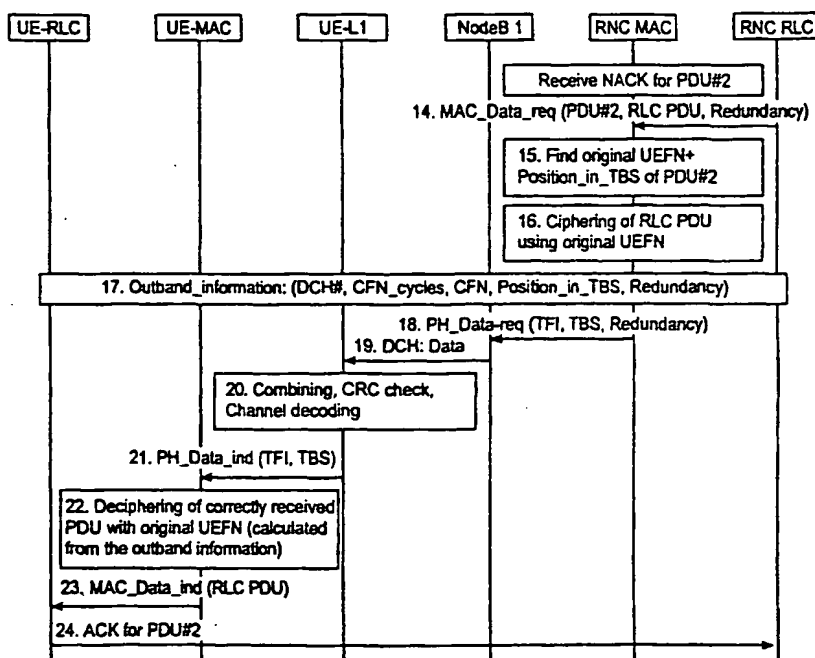 UE-RLC UE-MAC UE-L1 NodeB 1 RNC MAC RNC RLC
Receive NACK for PDU#2
14. MAC_Data_req (PDU#2, RLC PDU, Redundancy)
15. Find original UEFN+
Position_in_TBS of PDU#2
16. Ciphering of RLC PDU
using original UEFN
17. Outband_information: (DCH#, CFN_cycles, CFN, Position_in_TBS, Redundancy)
18. PH_Data-req (TFI, TBS, Redundancy)
19. DCH: Data
20. Combining, CRC check,
Channel decoding
21. PH_Data_ind (TFI, TBS)
22. Deciphering of correctly received
PDU with original UEFN (calculated
from the outband information)
23. MAC_Data_ind (RLC PDU)
24. ACK for PDU#2